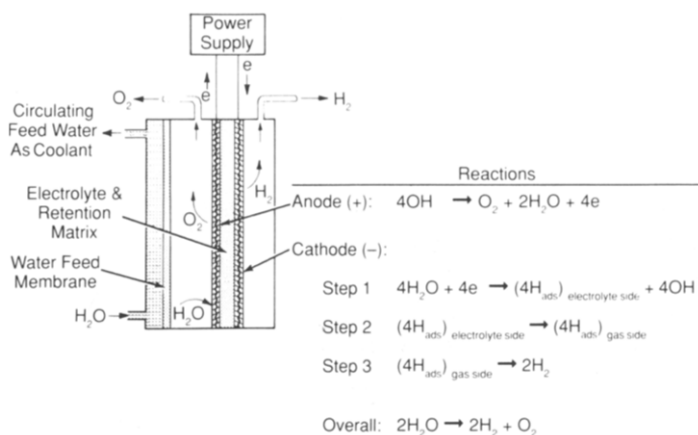 Power
Supply
e
e
O₂
H₂
Circulating
Feed Water
As Coolant
Electrolyte &
Retention
Matrix
O₂
H₂
Water Feed
Membrane
H₂O
H₂O
Reactions
Anode (+): 4OH → O₂ + 2H₂O + 4e
Cathode (–):
Step 1 4H₂O + 4e → (4Hₐdₛ) electrolyte side + 4OH
Step 2 (4Hₐdₛ) electrolyte side → (4Hₐdₛ) gas side
Step 3 (4Hₐdₛ) gas side → 2H₂
Overall: 2H₂O → 2H₂ + O₂